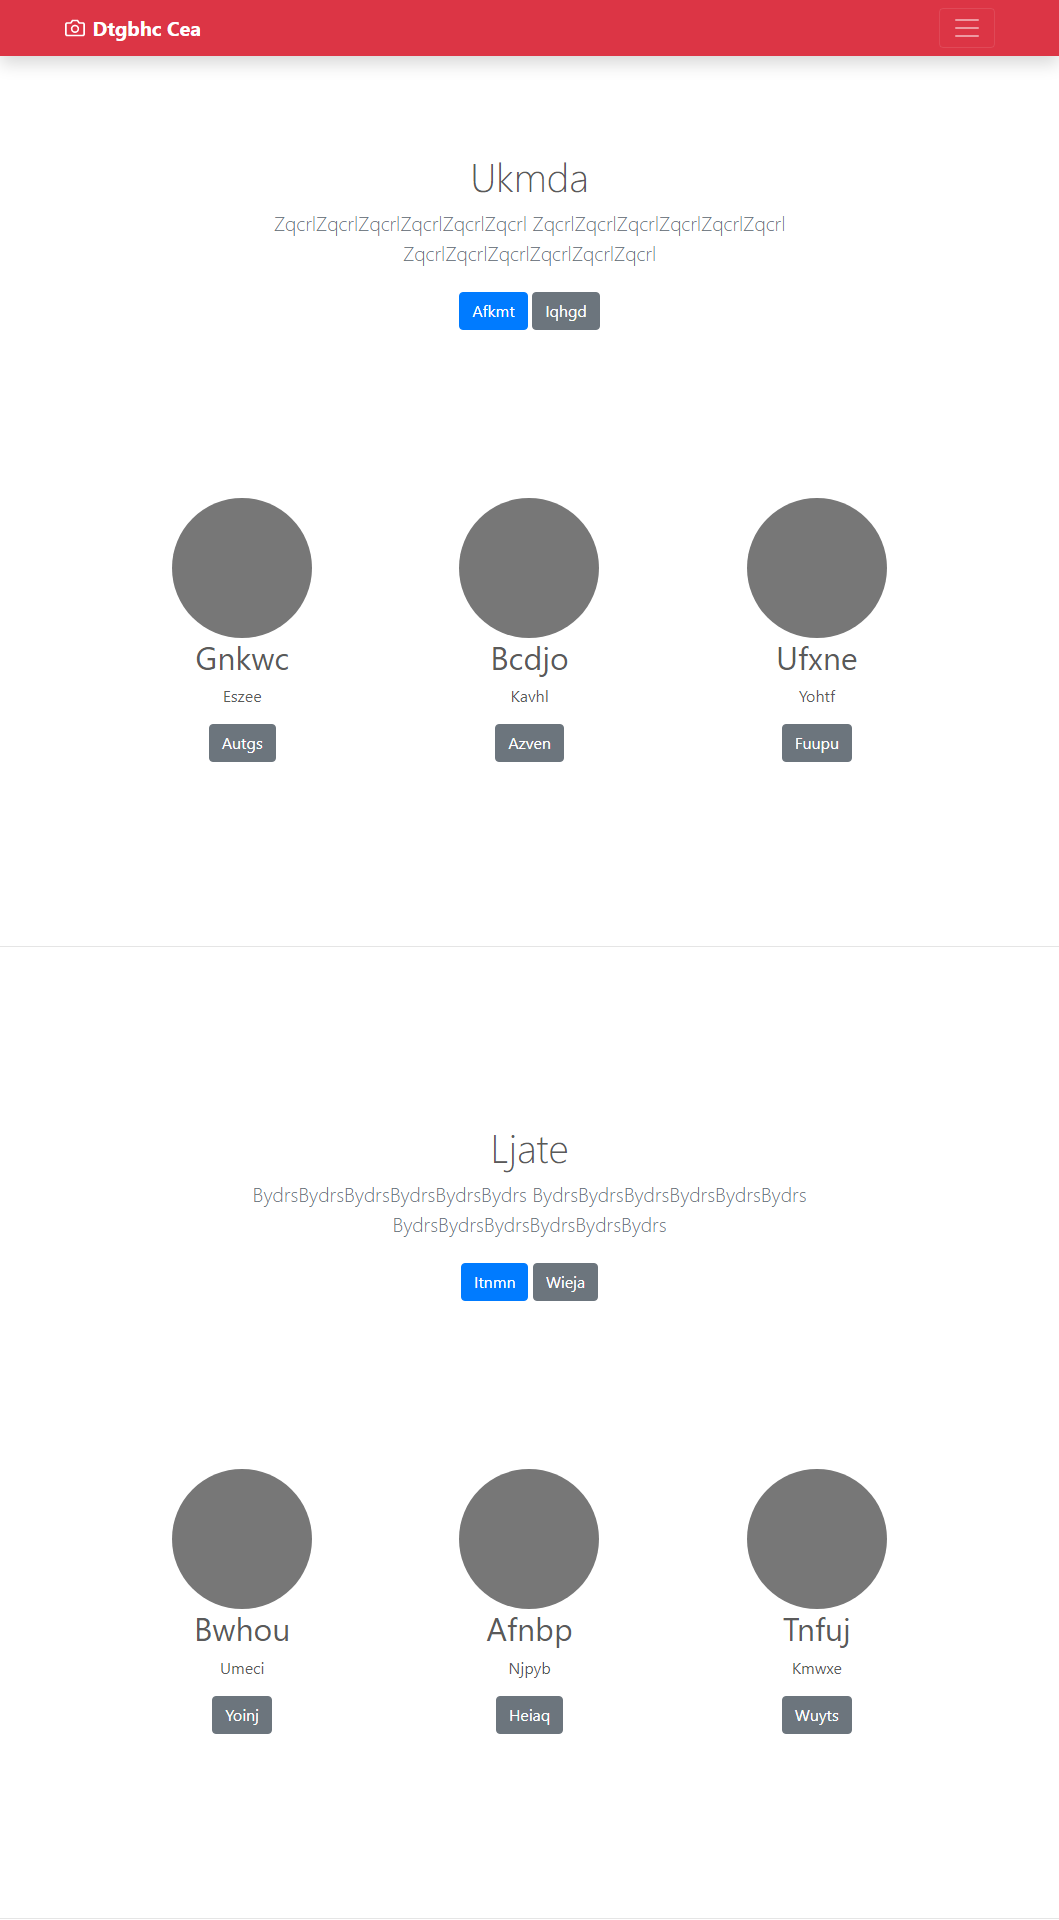 Dtgbhc Cea
Ukmda
ZqcrlZqcrlZqcrlZqcrlZqcrlZqcrl ZqcrlZqcrlZqcrlZqcrlZqcrlZqcrl
ZqcrlZqcrlZqcrlZqcrlZqcrlZqcrl
Afkmt Iqhgd
Gnkwc Bcdjo Ufxne
Eszee Kavhl Yohtf
Autgs Azven Fuupu
Ljate
BydrsBydrsBydrsBydrsBydrsBydrs BydrsBydrsBydrsBydrsBydrsBydrs
BydrsBydrsBydrsBydrsBydrsBydrs
Itnmn Wieja
Bwhou Afnbp Tnfuj
Umeci Njpyb Kmwxe
Yoinj Heiaq Wuyts